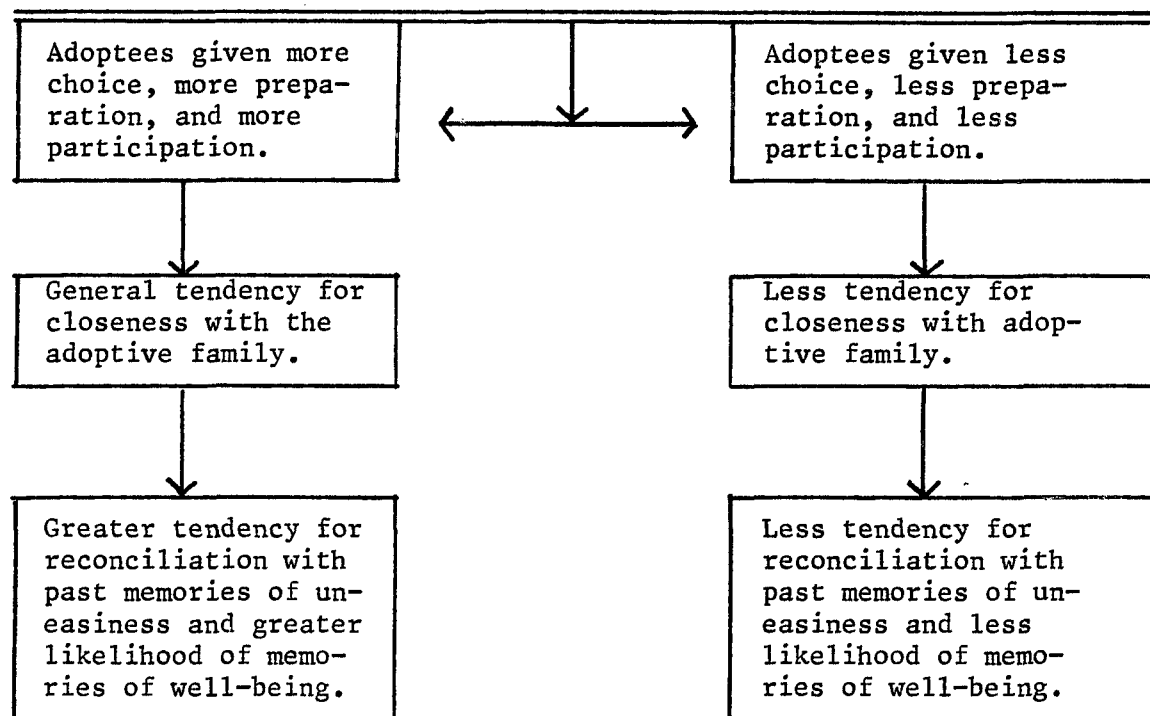 Adoptees given more
choice, more prepa-
ration, and more
participation.
Adoptees given less
choice, less prepa-
ration, and less
participation.
General tendency for
closeness with the
adoptive family.
Less tendency for
closeness with adop-
tive family.
Greater tendency for
reconciliation with
past memories of un-
easiness and greater
likelihood of memo-
ries of well-being.
Less tendency for
reconciliation with
past memories of un-
easiness and less
likelihood of memo-
ries of well-being.